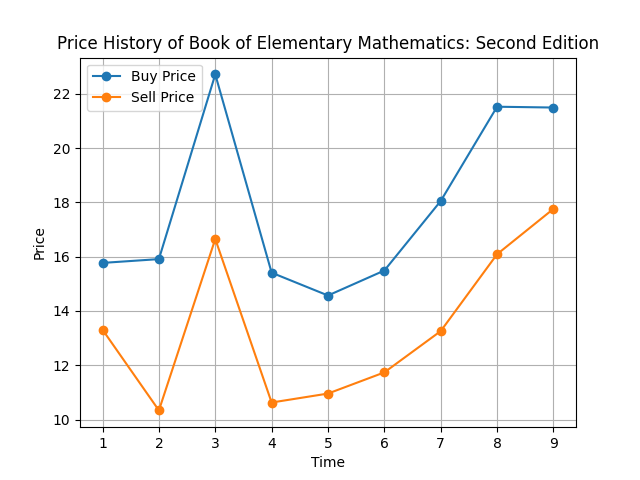 Price History of Book of Elementary Mathematics: Second Edition
Buy Price
Sell Price
22
20
18
16
14
12
10
Price
1 2 3 4 5 6 7 8 9
Time